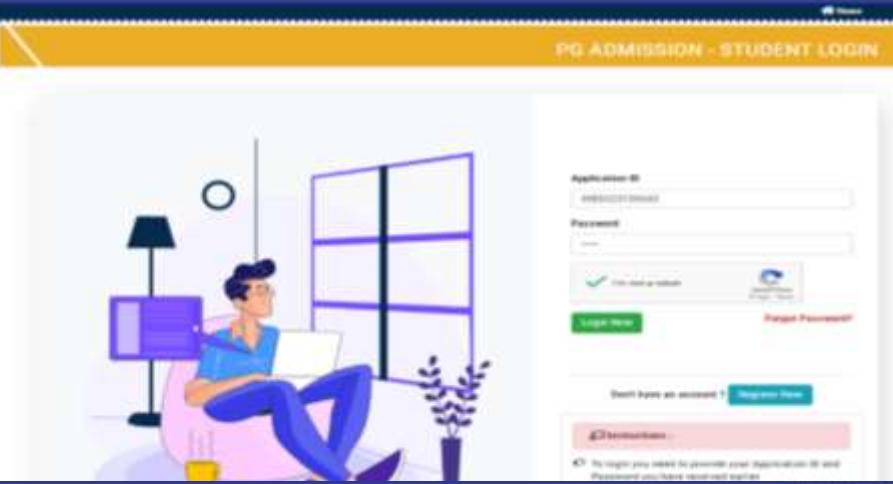 Home
PG ADMISSION - STUDENT LOGIN
Application ID
Password
I'm not a robot
Login Now
Forgot Password?
Don't have an account ?
Register Now
Instructions :
To login you need to provide your Application ID and
Password you have received earlier